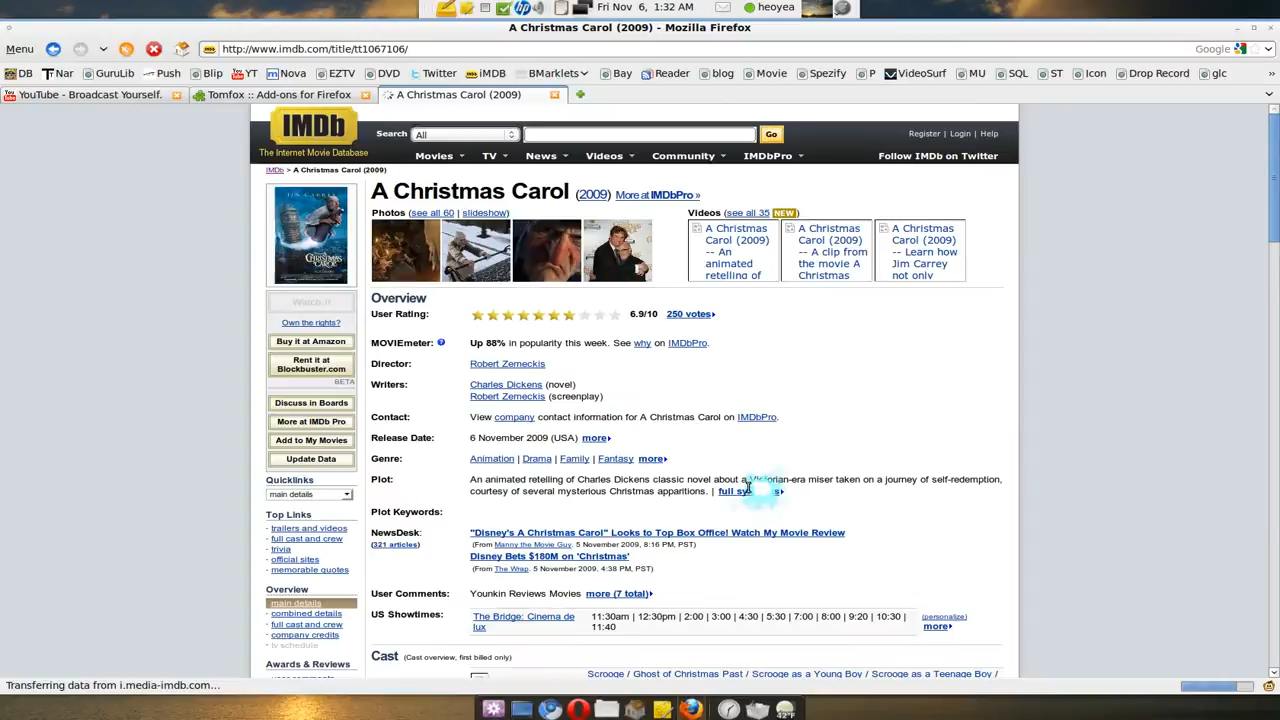 Fri Nov 6, 1:32 AM heoyea
A Christmas Carol (2009) - Mozilla Firefox
Menu http://www.imdb.com/title/tt1067106/ Google
DB Nar GuruLib Push Blip YT Nova EZTV DVD Twitter iMDB BMarklets Bay Reader blog Movie Spezify P VideoSurf MU SQL ST Icon Drop Record glc »
YouTube - Broadcast Yourself. Tomfox :: Add-ons for Firefox A Christmas Carol (2009)
IMDb Search All Go Register | Login | Help
The Internet Movie Database Movies TV News Videos Community IMDbPro Follow IMDb on Twitter
IMDb > A Christmas Carol (2009)
A Christmas Carol (2009) More at IMDbPro »
Photos (see all 60 | slideshow) Videos (see all 35 NEW)
A Christmas Carol (2009) -- An animated retelling of
A Christmas Carol (2009) -- A clip from the movie A Christmas
A Christmas Carol (2009) -- Learn how Jim Carrey not only
Watch it
Own the rights?
Buy it at Amazon
Rent it at
Blockbuster.com
BETA
Discuss in Boards
More at IMDb Pro
Add to My Movies
Update Data
Quicklinks
main details
Top Links
· trailers and videos
· full cast and crew
· trivia
· official sites
· memorable quotes
Overview
main details
· combined details
· full cast and crew
· company credits
· tv schedule
Awards & Reviews
Overview
User Rating: 6.9/10 250 votes
MOVIEmeter: ? Up 88% in popularity this week. See why on IMDbPro.
Director: Robert Zemeckis
Writers: Charles Dickens (novel)
Robert Zemeckis (screenplay)
Contact: View company contact information for A Christmas Carol on IMDbPro.
Release Date: 6 November 2009 (USA) more
Genre: Animation | Drama | Family | Fantasy more
Plot: An animated retelling of Charles Dickens classic novel about a Victorian-era miser taken on a journey of self-redemption,
courtesy of several mysterious Christmas apparitions. | full
Plot Keywords:
NewsDesk: "Disney's A Christmas Carol" Looks to Top Box Office! Watch My Movie Review
(321 articles) (From Manny the Movie Guy. 5 November 2009, 8:16 PM, PST)
Disney Bets $180M on 'Christmas'
(From The Wrap. 5 November 2009, 4:38 PM, PST)
User Comments: Younkin Reviews Movies more (7 total)
US Showtimes: The Bridge: Cinema de lux 11:30am | 12:30pm | 2:00 | 3:00 | 4:30 | 5:30 | 7:00 | 8:00 | 9:20 | 10:30 | 11:40 (personalize) more
Cast (Cast overview, first billed only)
Scrooge / Ghost of Christmas Past / Scrooge as a Young Boy / Scrooge as a Teenage Boy /
Transferring data from i.media-imdb.com...
42°F